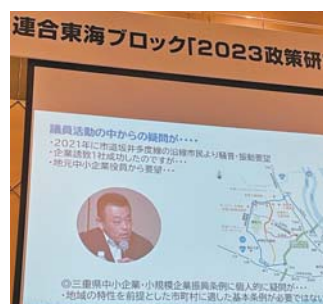 連合東海ブロック「2023政策研
議員活動の中からの疑問が・・・・
・2021年に市道坂井多度線の沿線市民より騒音・振動要望
・企業誘致1社成功したのですが・・・
・地元中小企業役員から要望・・・
◎三重県中小企業・小規模企業振興条例に個人的に疑問が・・・
・地域の特性を前提とした市町村に適した基本条例が必要ではな